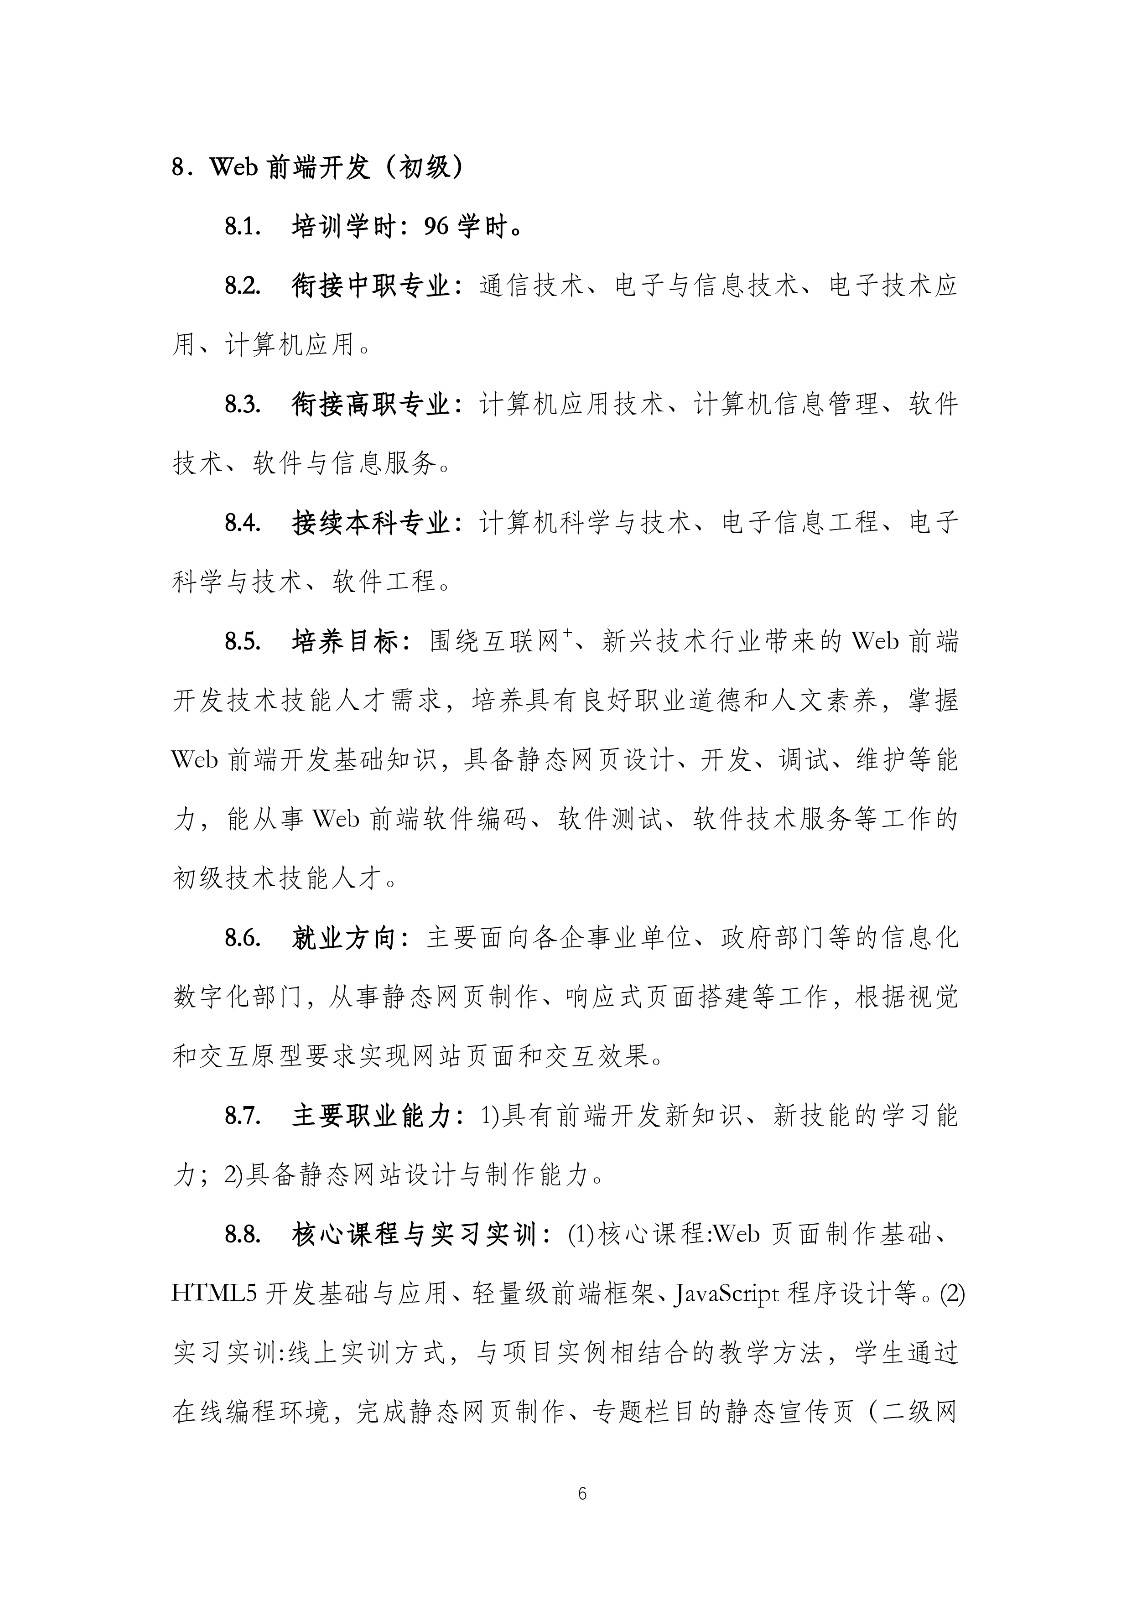 8．Web 前端开发（初级）
8.1. 培训学时：96 学时。
8.2. 衔接中职专业：通信技术、电子与信息技术、电子技术应
用、计算机应用。
8.3. 衔接高职专业：计算机应用技术、计算机信息管理、软件
技术、软件与信息服务。
8.4. 接续本科专业：计算机科学与技术、电子信息工程、电子
科学与技术、软件工程。
8.5. 培养目标：围绕互联网⁺、新兴技术行业带来的 Web 前端
开发技术技能人才需求，培养具有良好职业道德和人文素养，掌握
Web 前端开发基础知识，具备静态网页设计、开发、调试、维护等能
力，能从事 Web 前端软件编码、软件测试、软件技术服务等工作的
初级技术技能人才。
8.6. 就业方向：主要面向各企事业单位、政府部门等的信息化
数字化部门，从事静态网页制作、响应式页面搭建等工作，根据视觉
和交互原型要求实现网站页面和交互效果。
8.7. 主要职业能力：1)具有前端开发新知识、新技能的学习能
力；2)具备静态网站设计与制作能力。
8.8. 核心课程与实习实训：(1)核心课程:Web 页面制作基础、
HTML5 开发基础与应用、轻量级前端框架、JavaScript 程序设计等。(2)
实习实训:线上实训方式，与项目实例相结合的教学方法，学生通过
在线编程环境，完成静态网页制作、专题栏目的静态宣传页（二级网
6